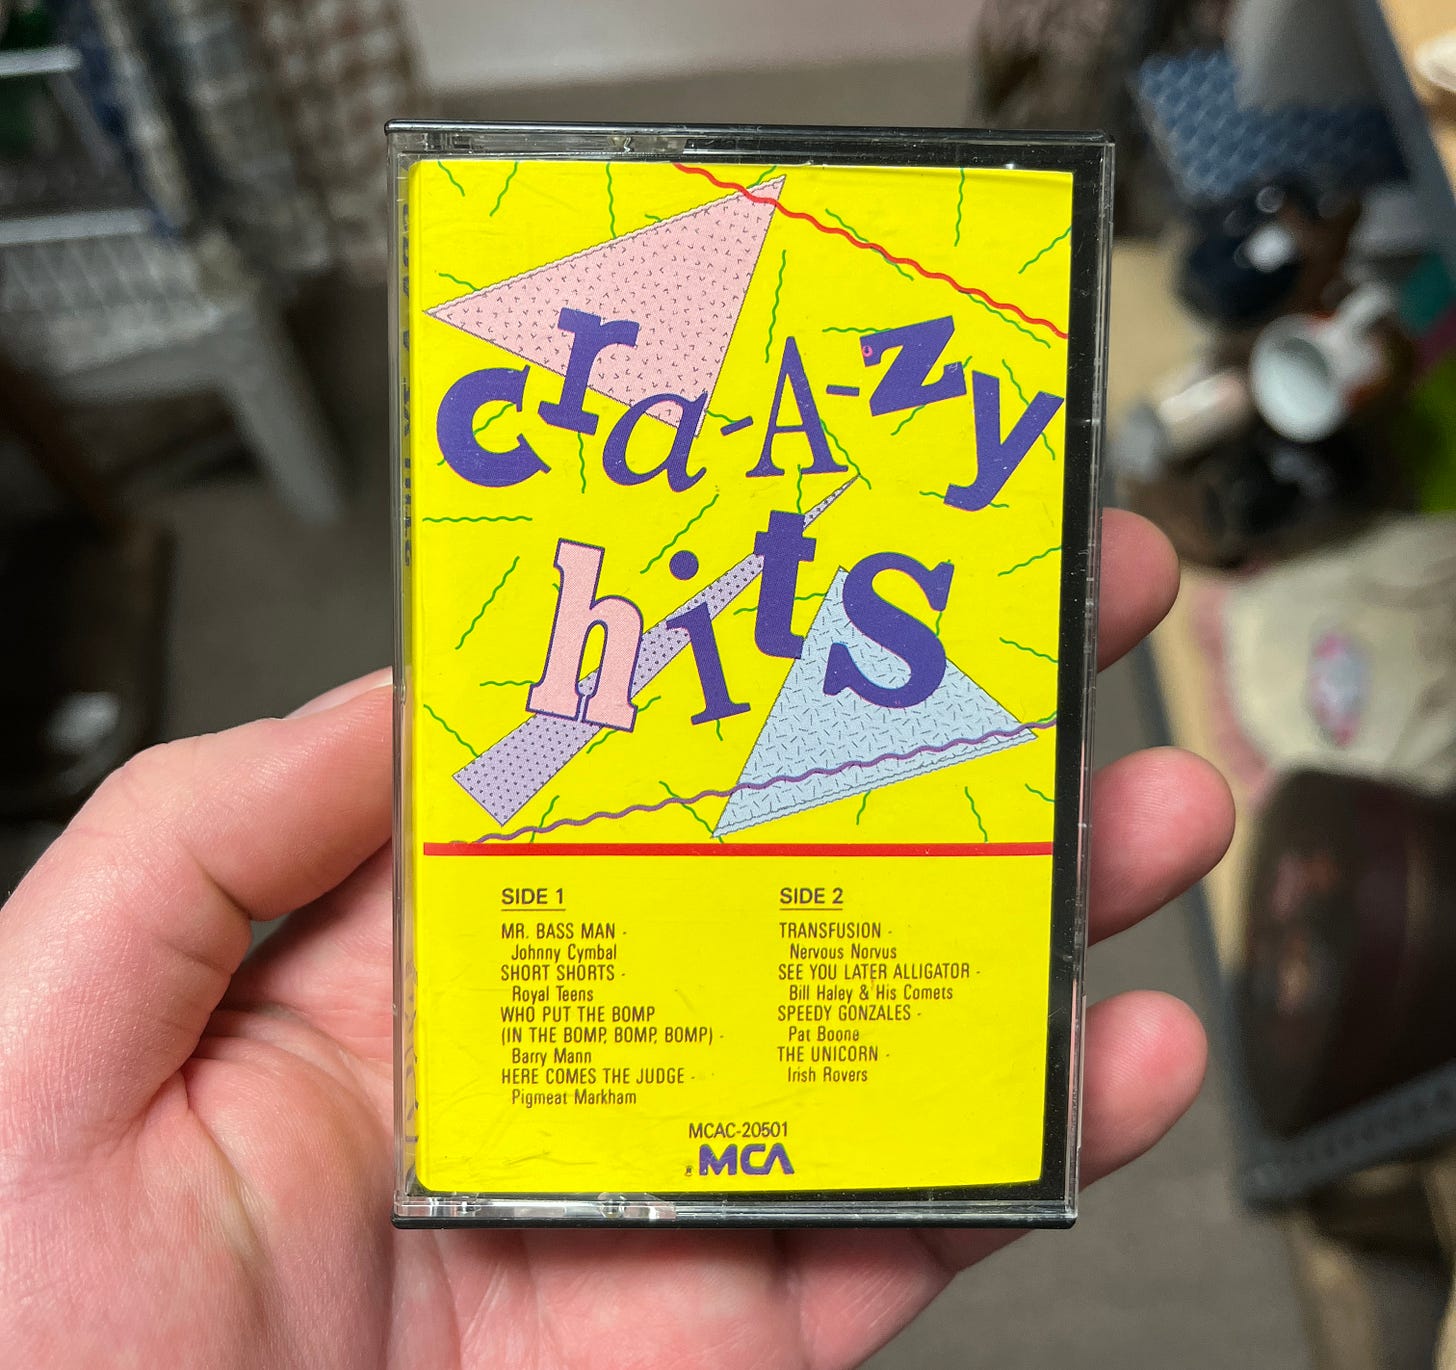 cra-A-zy
hits
SIDE 1
MR. BASS MAN -
Johnny Cymbal
SHORT SHORTS -
Royal Teens
WHO PUT THE BOMP
(IN THE BOMP, BOMP, BOMP) -
Barry Mann
HERE COMES THE JUDGE -
Pigmeat Markham
SIDE 2
TRANSFUSION -
Nervous Norvus
SEE YOU LATER ALLIGATOR -
Bill Haley & His Comets
SPEEDY GONZALES -
Pat Boone
THE UNICORN -
Irish Rovers
MCAC-20501
MCA